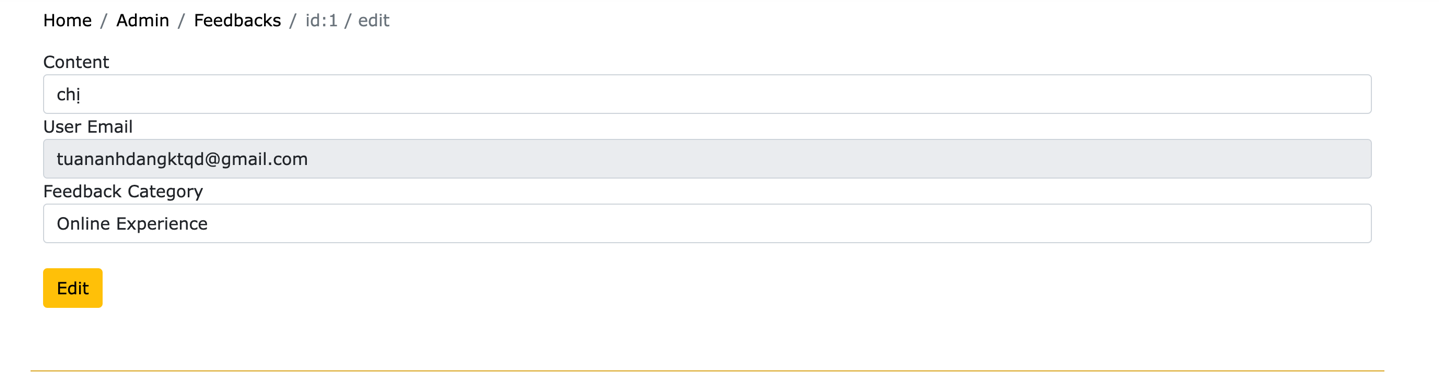 Home / Admin / Feedbacks / id:1 / edit
Content
chị
User Email
tuananhdangktqd@gmail.com
Feedback Category
Online Experience
Edit